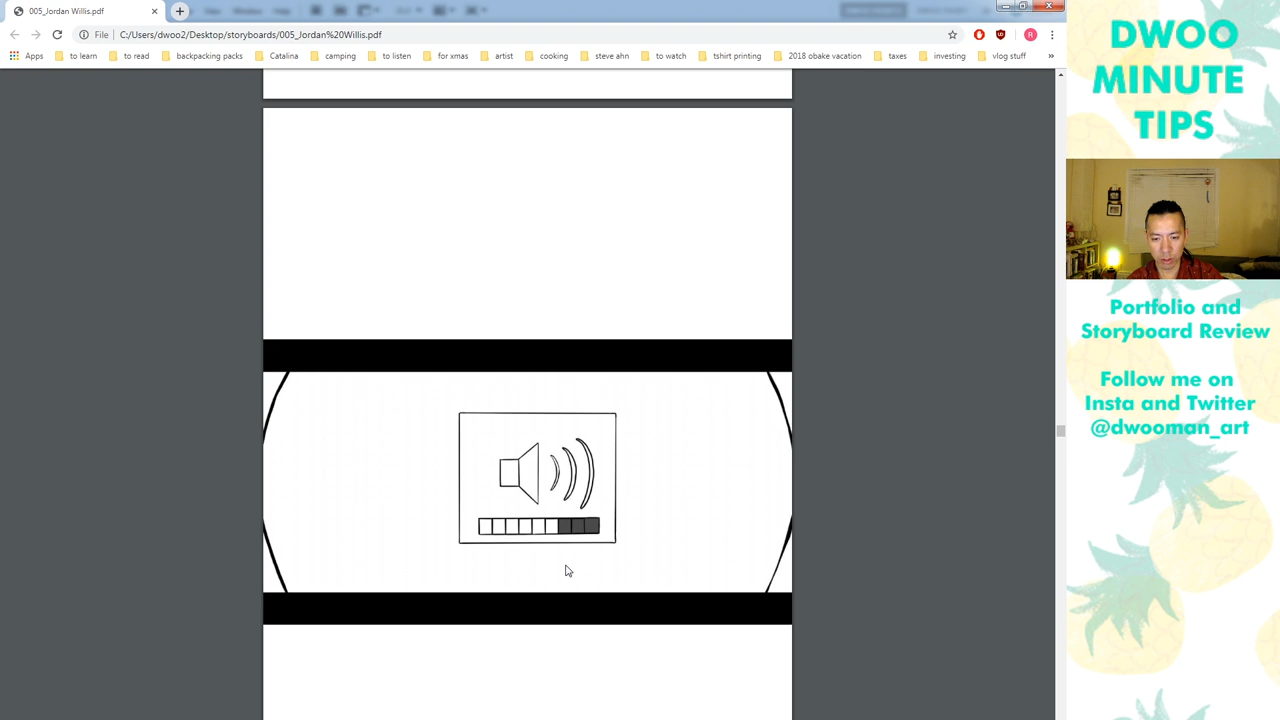 005_Jordan Willis.pdf
File
C:/Users/dwoo2/Desktop/storyboards/005_Jordan%20Willis.pdf
R
Apps
to learn
to read
backpacking packs
Catalina
camping
to listen
for xmas
artist
cooking
steve ahn
to watch
tshirt printing
2018 obake vacation
taxes
investing
vlog stuff
»
DWOO
MINUTE
TIPS
Portfolio and
Storyboard Review
Follow me on
Insta and Twitter
@dwooman_art